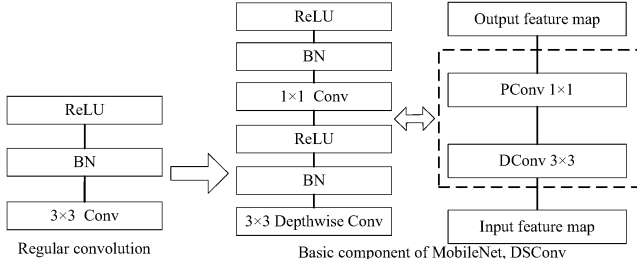 ReLU
BN
3×3 Conv
Regular convolution
ReLU
BN
1×1 Conv
ReLU
BN
3×3 Depthwise Conv
Output feature map
PConv 1×1
DConv 3×3
Input feature map
Basic component of MobileNet, DSConv